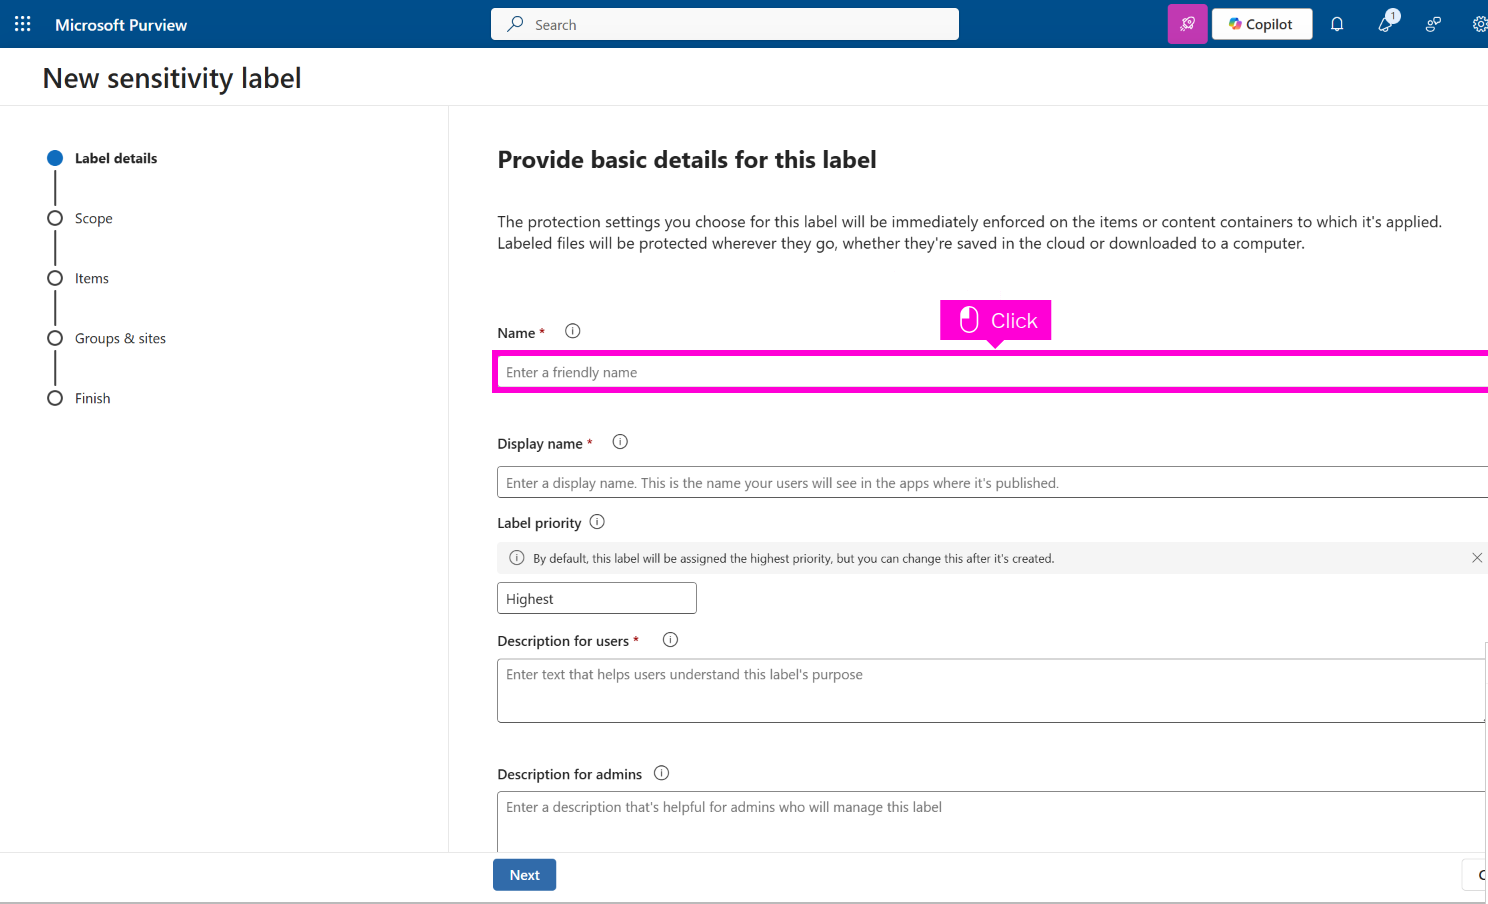 Microsoft Purview
Search
Copilot
1
New sensitivity label
Label details
Scope
Items
Groups & sites
Finish
Provide basic details for this label
The protection settings you choose for this label will be immediately enforced on the items or content containers to which it's applied.
Labeled files will be protected wherever they go, whether they're saved in the cloud or downloaded to a computer.
Click
Name *
Enter a friendly name
Display name *
Enter a display name. This is the name your users will see in the apps where it's published.
Label priority
By default, this label will be assigned the highest priority, but you can change this after it's created.
Highest
Description for users *
Enter text that helps users understand this label's purpose
Description for admins
Enter a description that's helpful for admins who will manage this label
Next